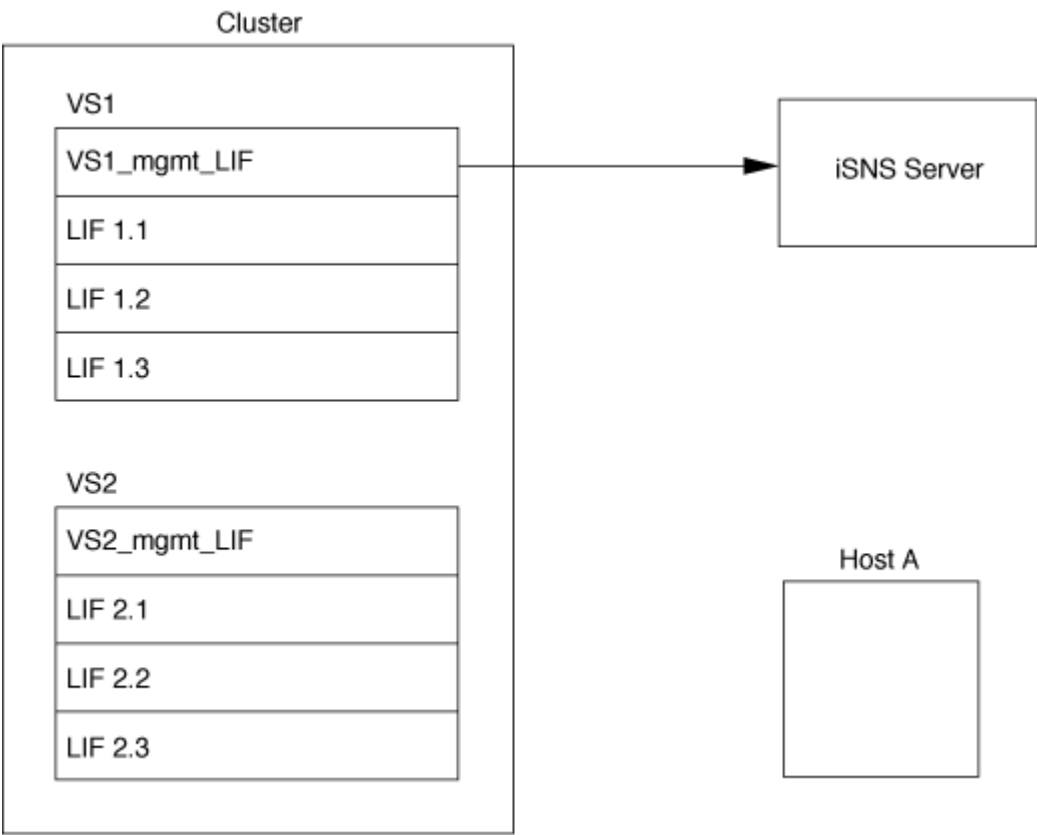 Cluster
VS1
VS1_mgmt_LIF
LIF 1.1
LIF 1.2
LIF 1.3
iSNS Server
VS2
VS2_mgmt_LIF
LIF 2.1
LIF 2.2
LIF 2.3
Host A